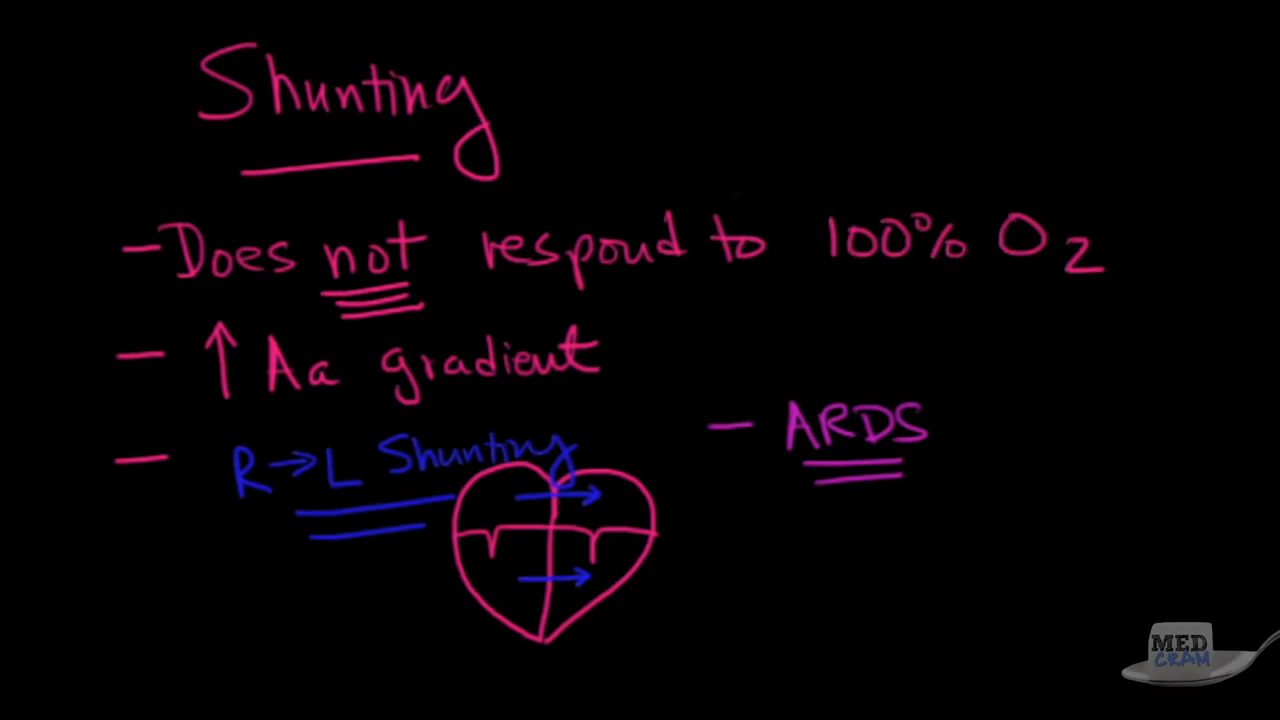 Shunting
- Does not respond to 100% O2
- ↑ Aa gradient
- R→L Shunting
- ARDS
MED
CRAM